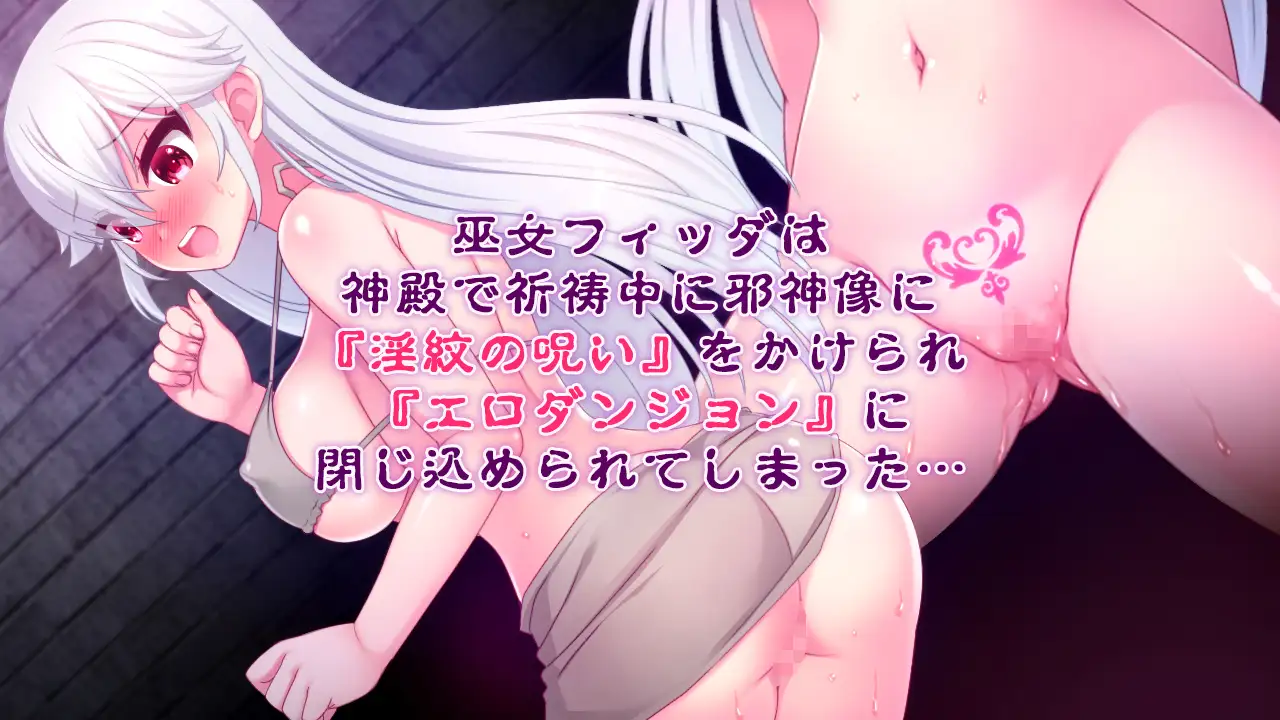 巫女フィッダは
神殿で祈祷中に邪神像に
『淫紋の呪い』をかけられ
『エロダンジョン』に
閉じ込められてしまった…